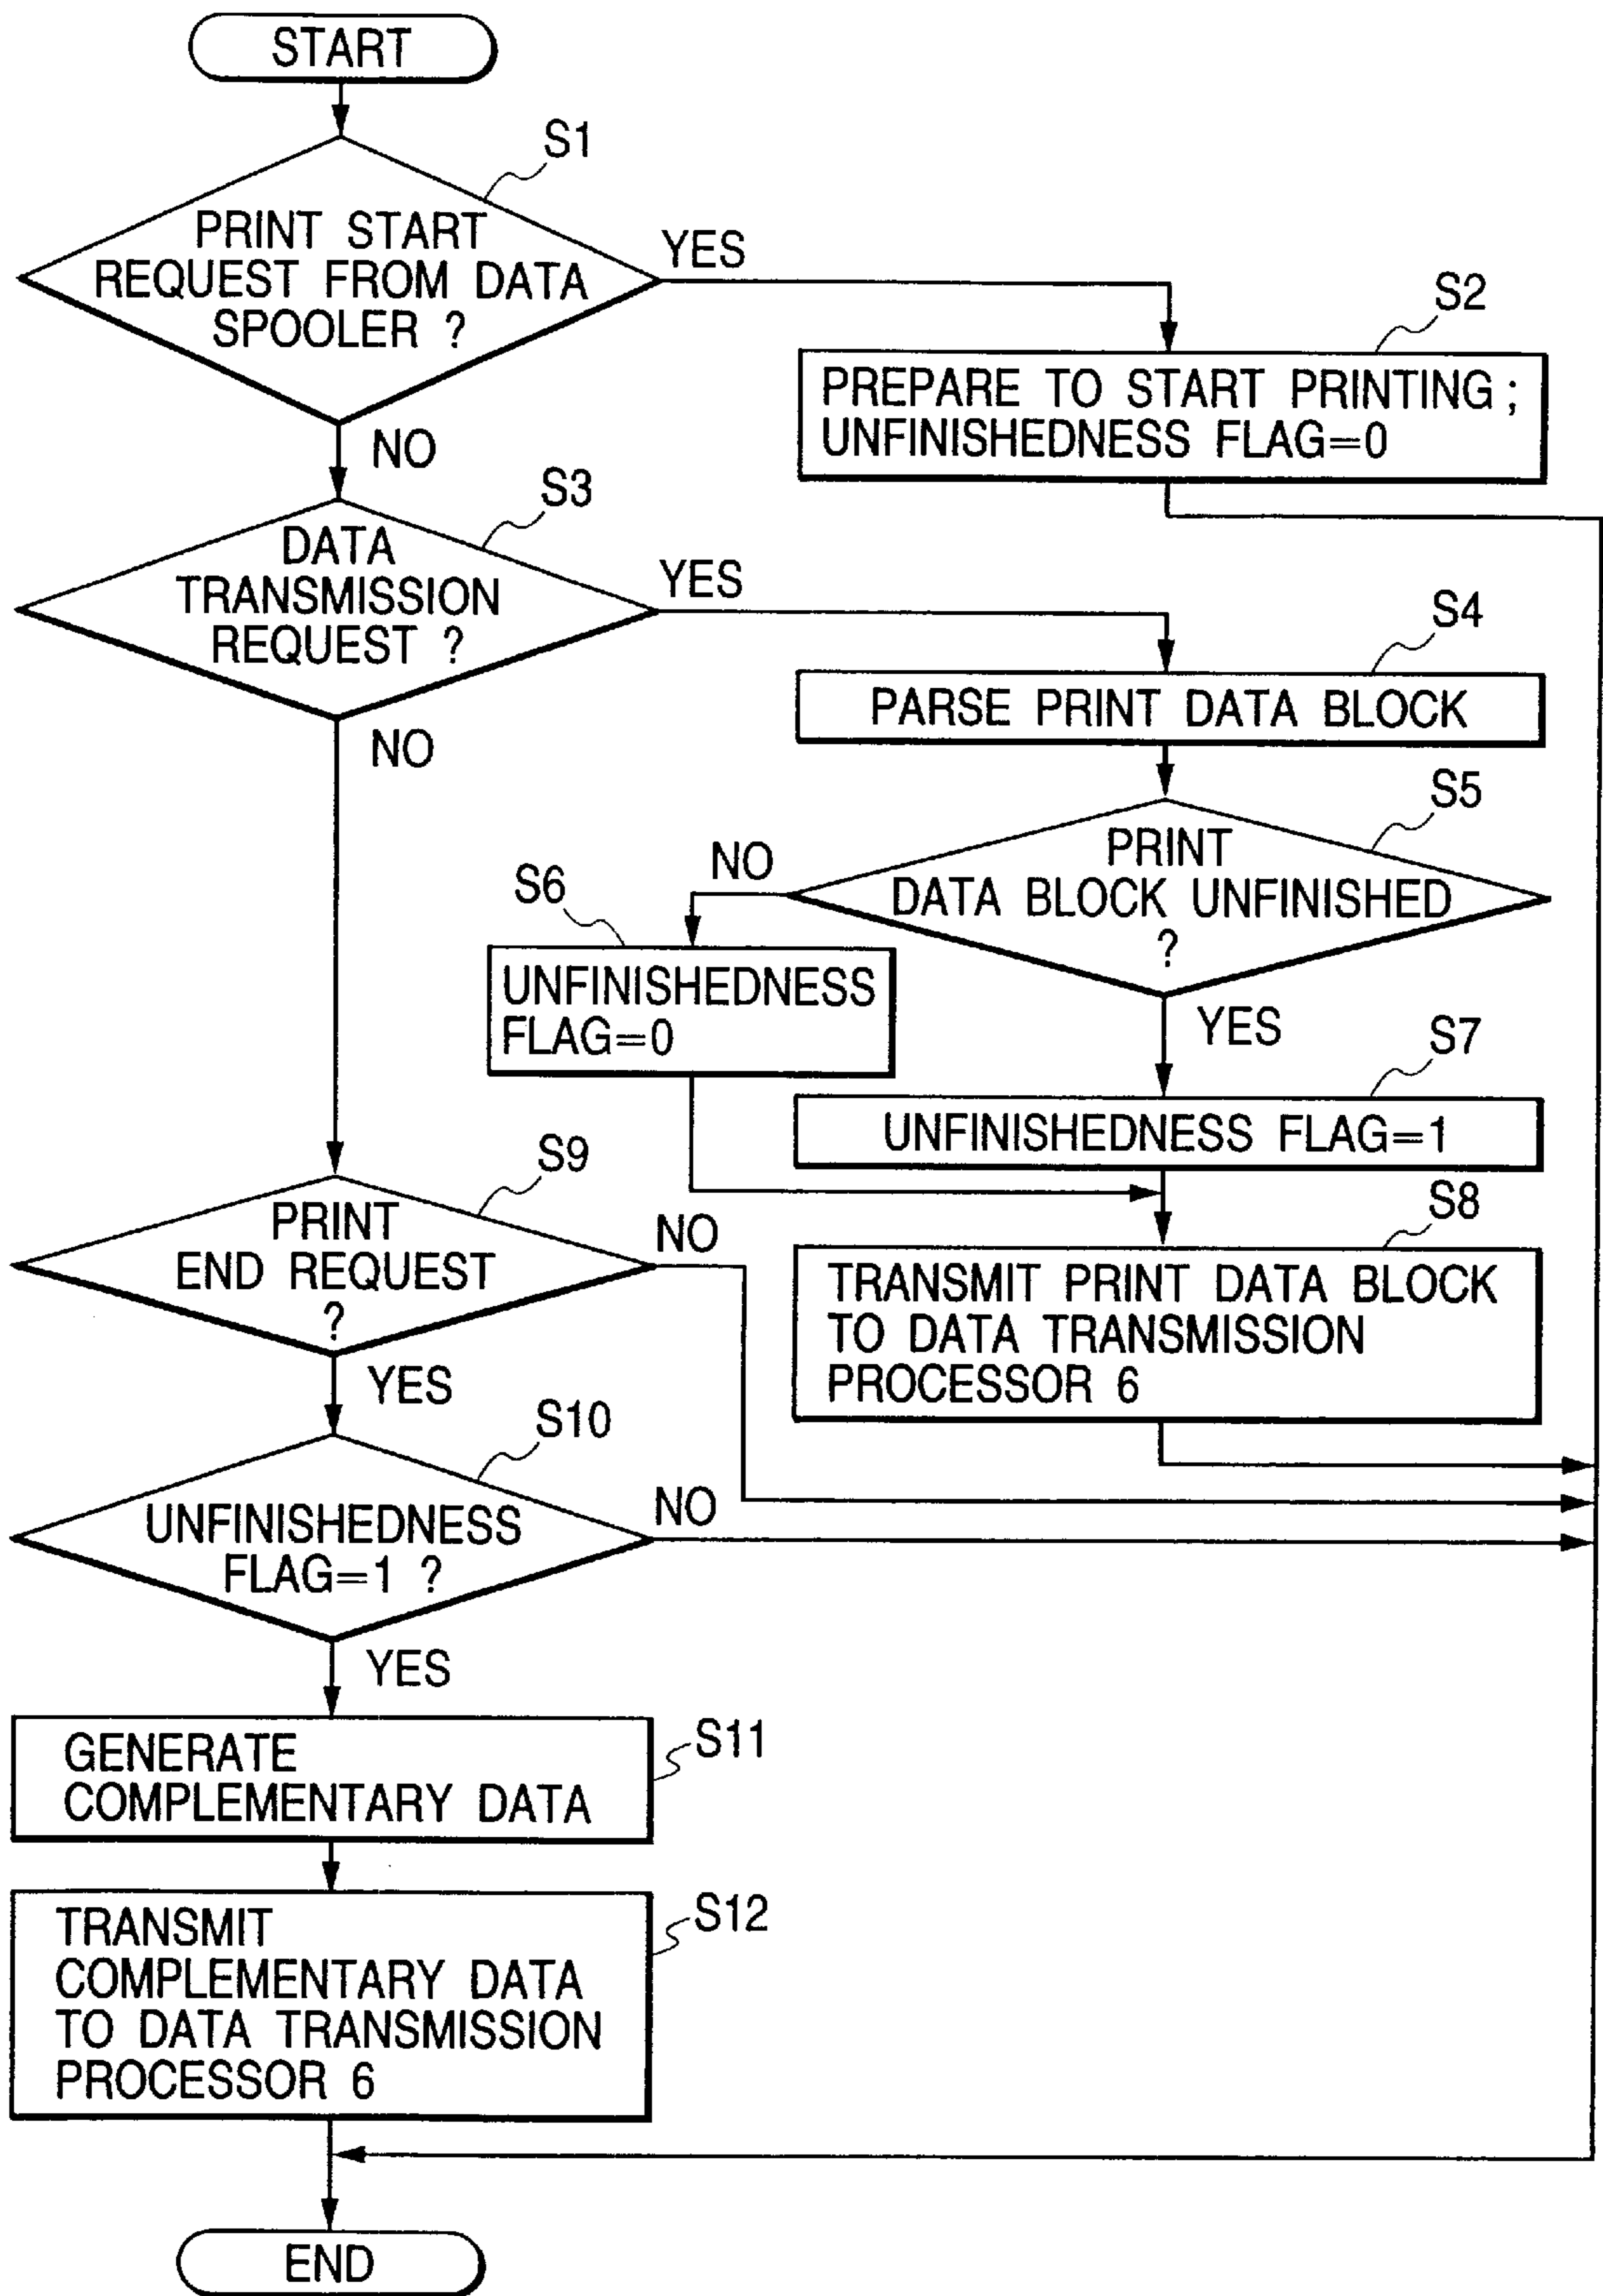 START
S1
PRINT START
REQUEST FROM DATA
SPOOLER ?
YES
NO
S2
PREPARE TO START PRINTING ;
UNFINISHEDNESS FLAG=0
S3
DATA
TRANSMISSION
REQUEST ?
YES
NO
S4
PARSE PRINT DATA BLOCK
S5
PRINT
DATA BLOCK UNFINISHED
?
NO
YES
S6
UNFINISHEDNESS
FLAG=0
S7
UNFINISHEDNESS FLAG=1
S8
TRANSMIT PRINT DATA BLOCK
TO DATA TRANSMISSION
PROCESSOR 6
S9
PRINT
END REQUEST
?
NO
YES
S10
UNFINISHEDNESS
FLAG=1 ?
NO
YES
S11
GENERATE
COMPLEMENTARY DATA
S12
TRANSMIT
COMPLEMENTARY DATA
TO DATA TRANSMISSION
PROCESSOR 6
END